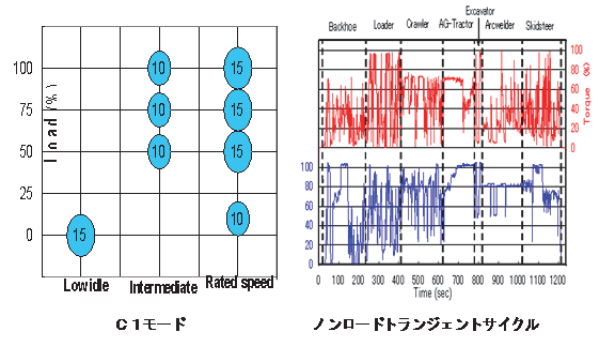 100
75
50
25
0
load (%)
10
15
10
15
10
15
10
15
Low idle
Intermediate
Rated speed
C1モード
Excavator
Backhoe
Loader
Crawler
AG-Tractor
Arcwelder
Skidsteer
100
80
60
40
20
0
Torque (%)
100
80
60
40
20
0
0 100 200 300 400 500 600 700 800 900 1000 1100 1200
Time (sec)
ノンロードトランジェントサイクル